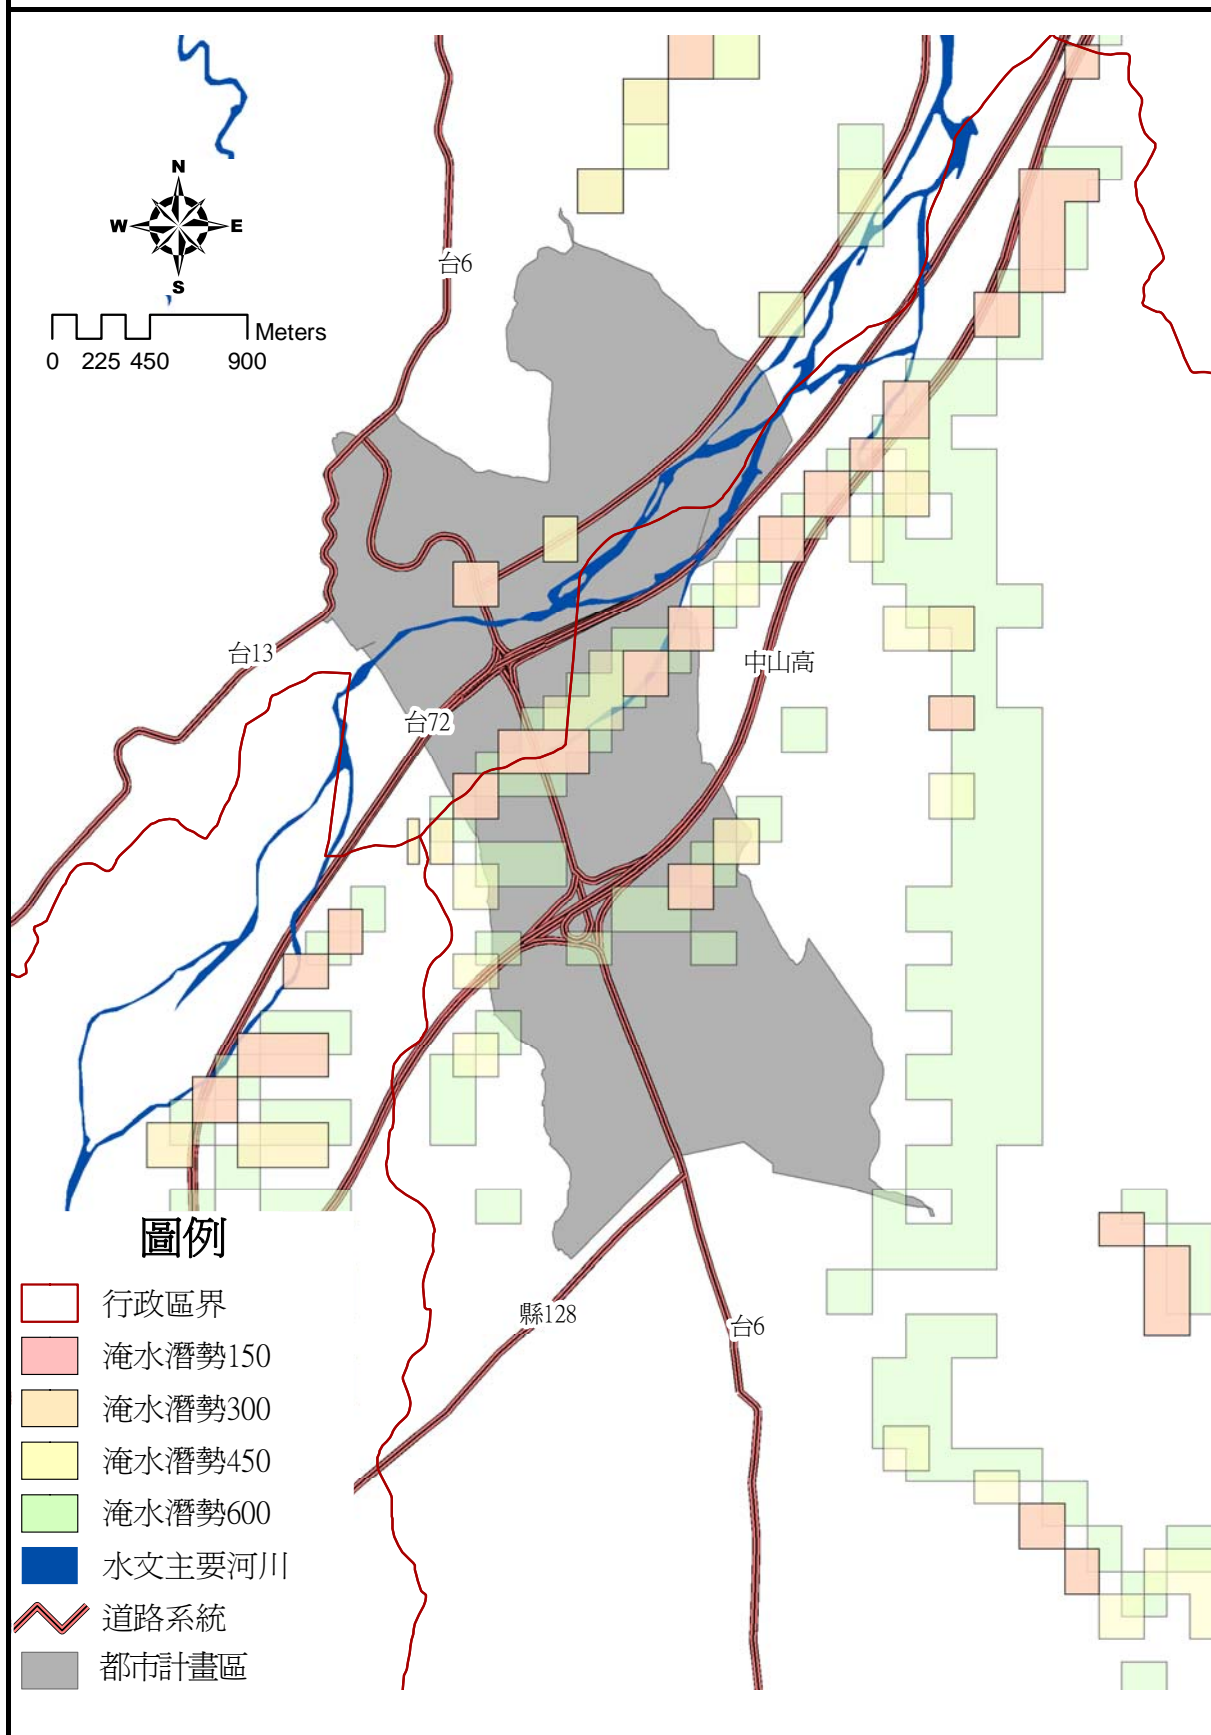 N
W E
S
Meters
0 225 450 900
台6
台13
台72
中山高
縣128
台6
圖例
行政區界
淹水潛勢150
淹水潛勢300
淹水潛勢450
淹水潛勢600
水文主要河川
道路系統
都市計畫區